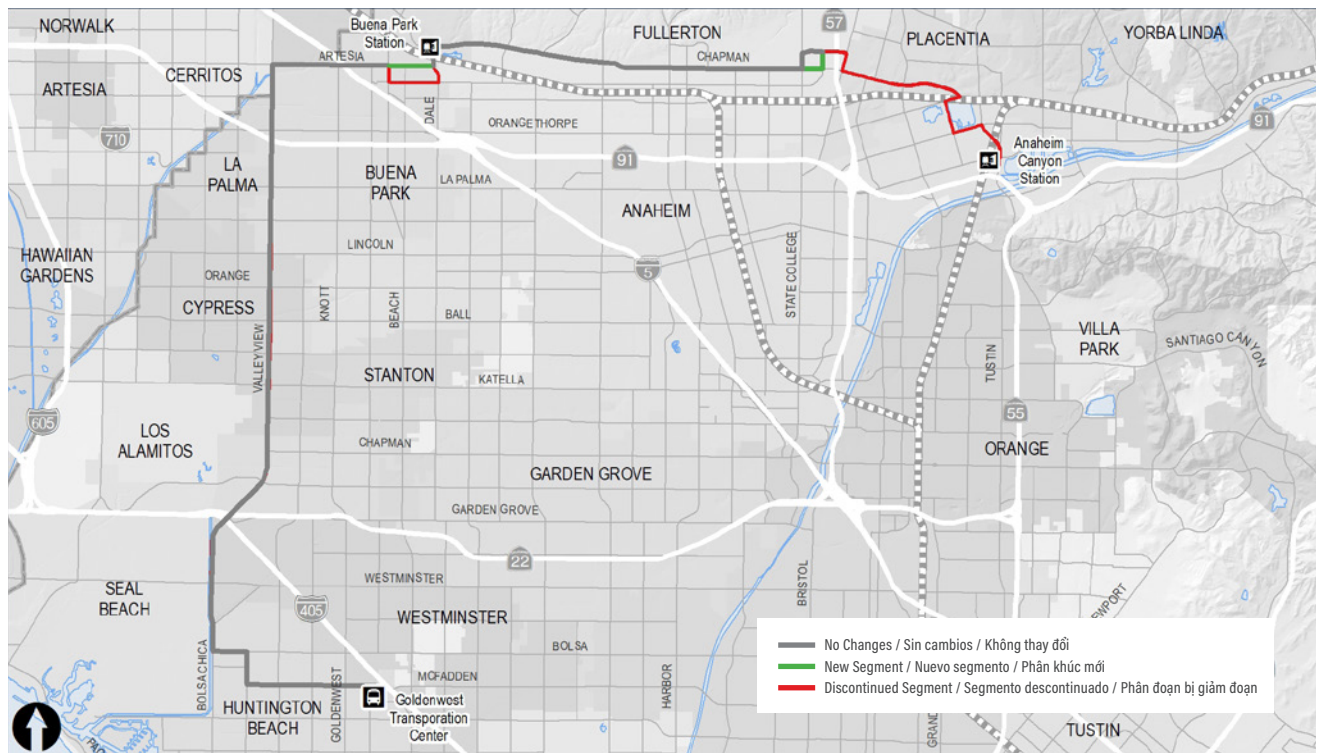 NORWALK
Buena Park
Station
FULLERTON
57
PLACENTIA
YORBA LINDA
ARTESIA
CHAPMAN
CERRITOS
ARTESIA
DALE
ORANGETHORPE
710
91
91
Anaheim
Canyon
Station
LA
PALMA
BUENA
PARK
LA PALMA
ANAHEIM
HAWAIIAN
GARDENS
LINCOLN
ORANGE
5
STATE COLLEGE
CYPRESS
KNOTT
BEACH
BALL
VILLA
PARK
SANTIAGO CANYON
VALLEY VIEW
STANTON
KATELLA
TUSTIN
605
55
LOS
ALAMITOS
CHAPMAN
ORANGE
GARDEN GROVE
GARDEN GROVE
22
SEAL
BEACH
WESTMINSTER
BRISTOL
405
WESTMINSTER
EWPORT
BOLSA
No Changes / Sin cambios / Không thay đổi
New Segment / Nuevo segmento / Phân khúc mới
Discontinued Segment / Segmento descontinuado / Phân đoạn bị giảm đoạn
BOLSA CHICA
MCFADDEN
HARBOR
HUNTINGTON
BEACH
GOLDENWEST
Goldenwest
Transporation
Center
GRAND
TUSTIN
PAC